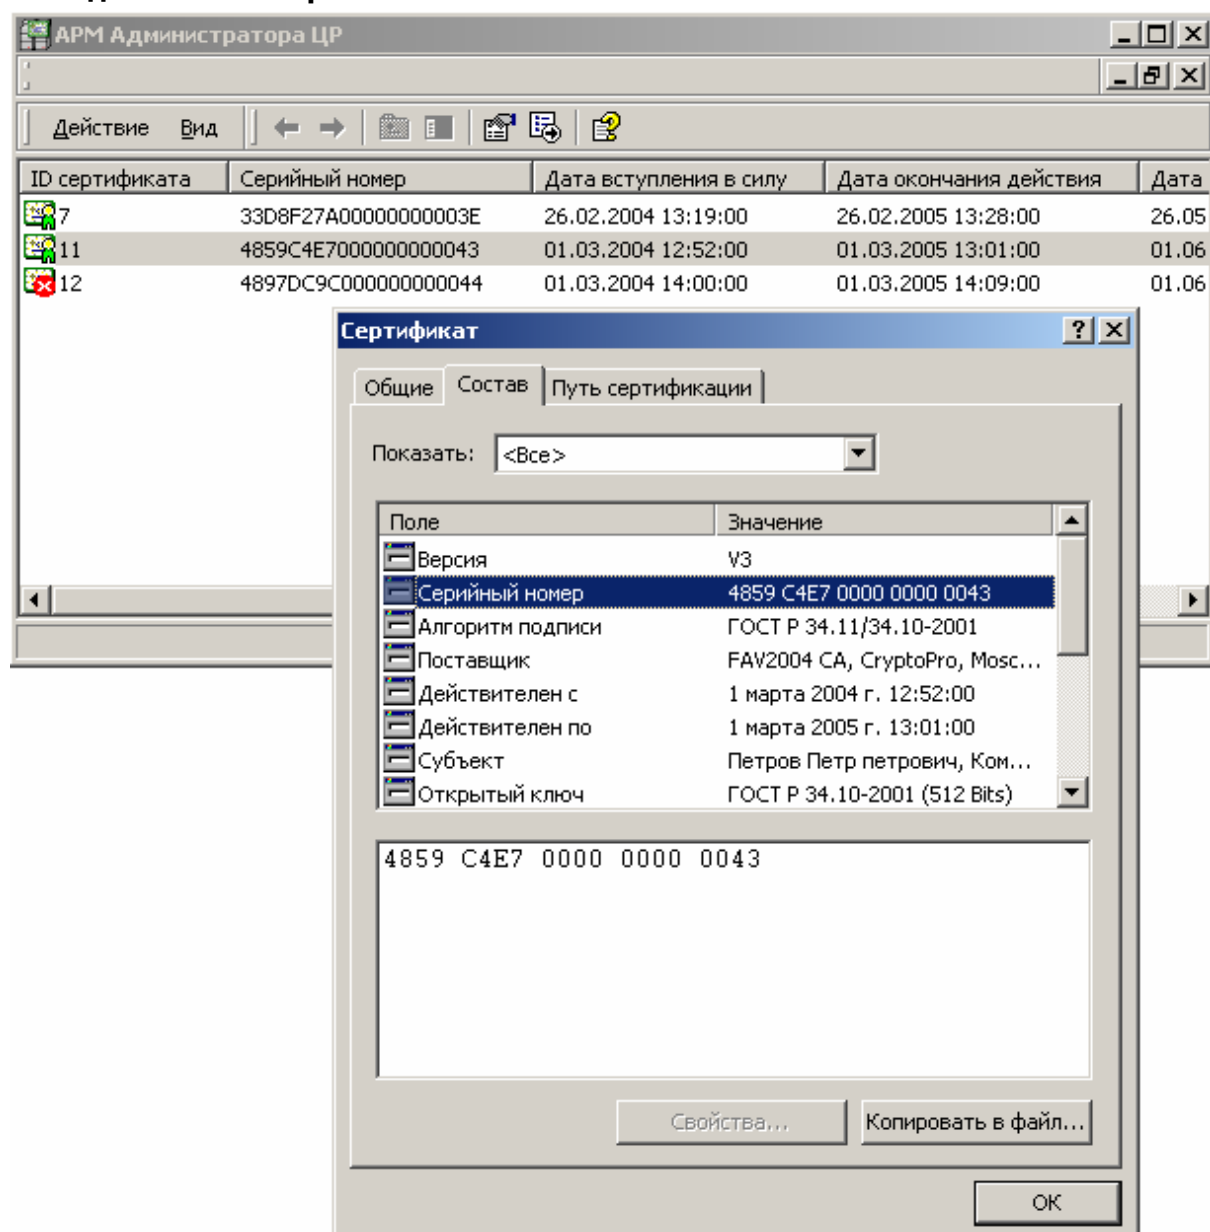 АРМ Администратора ЦР
Действие Вид
ID сертификата Серийный номер Дата вступления в силу Дата окончания действия Дата
7 33D8F27A00000000003E 26.02.2004 13:19:00 26.02.2005 13:28:00 26.05
11 4859C4E7000000000043 01.03.2004 12:52:00 01.03.2005 13:01:00 01.06
12 4897DC9C000000000044 01.03.2004 14:00:00 01.03.2005 14:09:00 01.06
Сертификат
Общие Состав Путь сертификации
Показать: <Все>
Поле Значение
Версия V3
Серийный номер 4859 C4E7 0000 0000 0043
Алгоритм подписи ГОСТ Р 34.11/34.10-2001
Поставщик FAV2004 CA, CryptoPro, Mosc...
Действителен с 1 марта 2004 г. 12:52:00
Действителен по 1 марта 2005 г. 13:01:00
Субъект Петров Петр петрович, Ком...
Открытый ключ ГОСТ Р 34.10-2001 (512 Bits)
4859 C4E7 0000 0000 0043
Свойства... Копировать в файл...
ОК